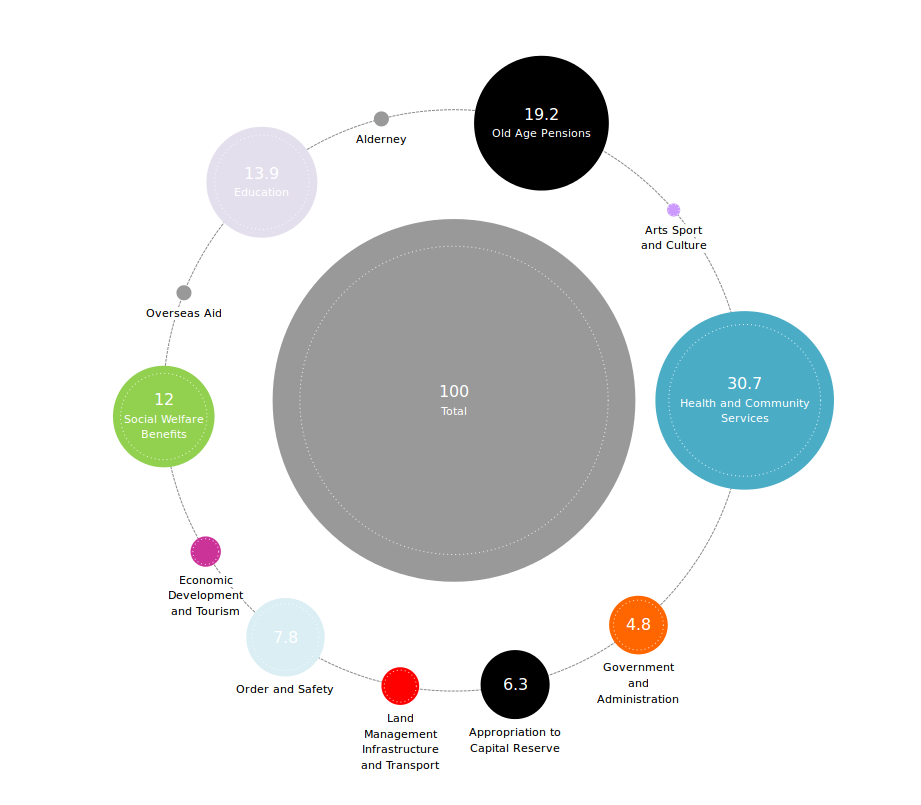 19.2
Old Age Pensions
Alderney
13.9
Education
Arts Sport
and Culture
Overseas Aid
100
Total
30.7
Health and Community
Services
12
Social Welfare
Benefits
Economic
Development
and Tourism
7.8
Order and Safety
4.8
Government
and
Administration
6.3
Appropriation to
Capital Reserve
Land
Management
Infrastructure
and Transport